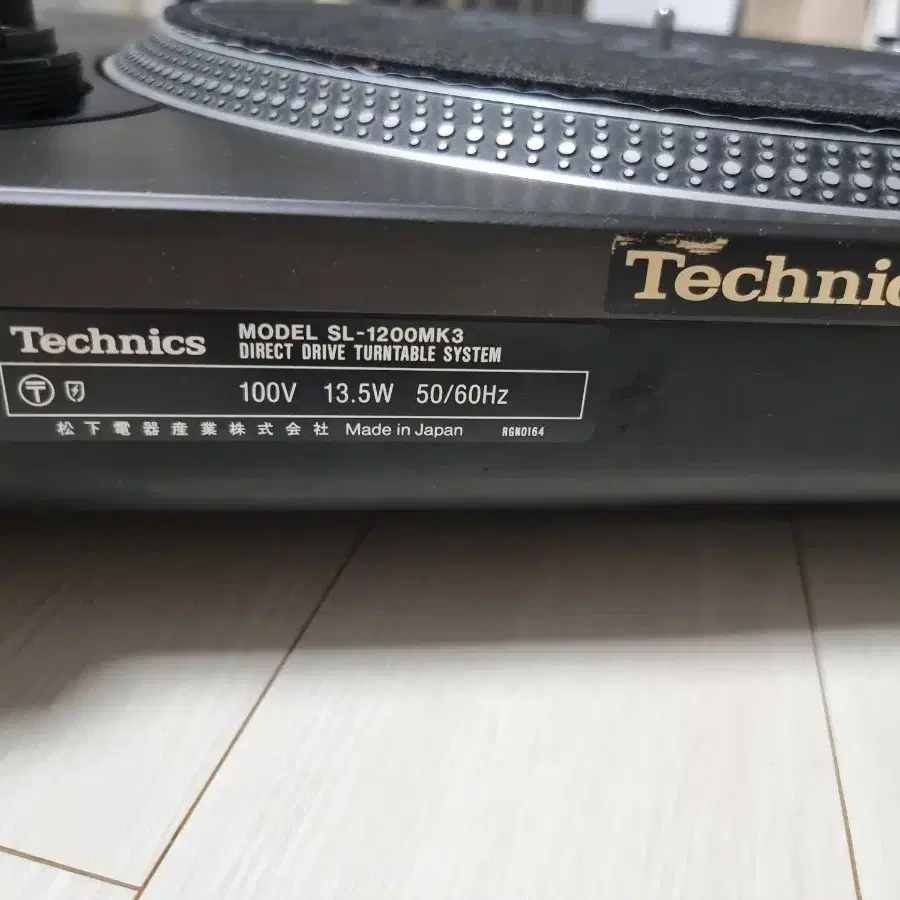 Technics
Technics
MODEL SL-1200MK3
DIRECT DRIVE TURNTABLE SYSTEM
100V 13.5W 50/60Hz
松下電器産業株式会社 Made in Japan RGN0164